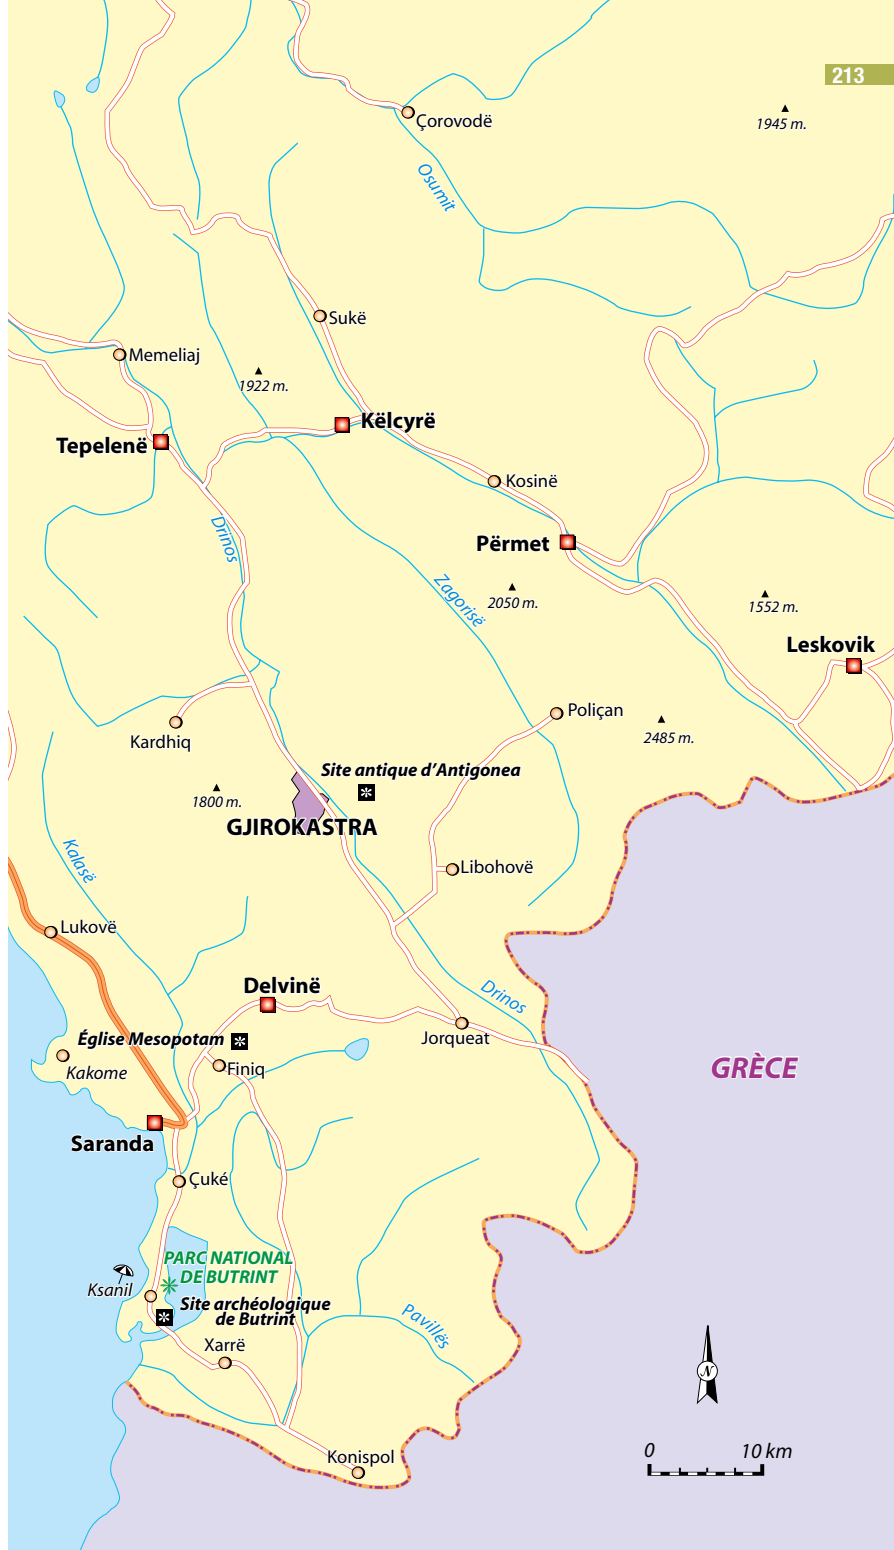 213
Çorovodë
1945 m.
Osumit
Sukë
Memeliaj
1922 m.
Këlcyrë
Tepelenë
Kosinë
Drinos
Përmet
Zagorisë
2050 m.
1552 m.
Leskovik
Poliçan
Kardhiq
2485 m.
Site antique d’Antigonea
1800 m.
GJIROKASTRA
Kalasë
Libohovë
Lukovë
Delvinë
Drinos
Église Mesopotam
Jorqueat
Kakome
Finiq
GRÈCE
Saranda
Çuké
PARC NATIONAL
DE BUTRINT
Ksanil
Site archéologique
de Butrint
Pavillës
Xarrë
N
0 10 km
Konispol